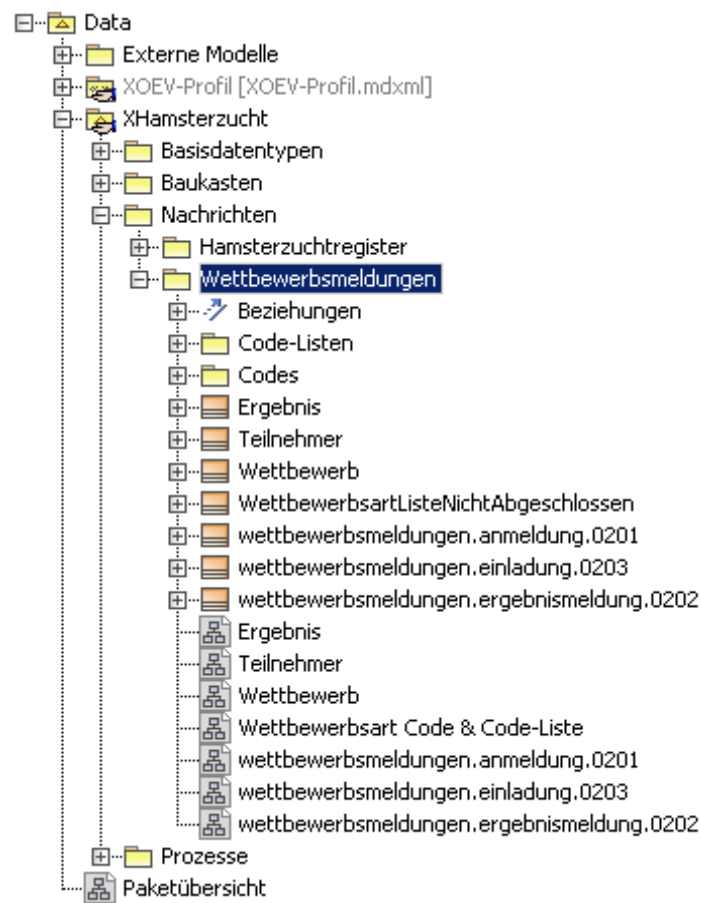 Data
Externe Modelle
XOEV-Profil [XOEV-Profil.mdxml]
XHamsterzucht
Basisdatentypen
Baukasten
Nachrichten
Hamsterzuchtregister
Wettbewerbsmeldungen
Beziehungen
Code-Listen
Codes
Ergebnis
Teilnehmer
Wettbewerb
WettbewerbsartListeNichtAbgeschlossen
wettbewerbsmeldungen.anmeldung.0201
wettbewerbsmeldungen.einladung.0203
wettbewerbsmeldungen.ergebnismeldung.0202
Ergebnis
Teilnehmer
Wettbewerb
Wettbewerbsart Code & Code-Liste
wettbewerbsmeldungen.anmeldung.0201
wettbewerbsmeldungen.einladung.0203
wettbewerbsmeldungen.ergebnismeldung.0202
Prozesse
Paketübersicht